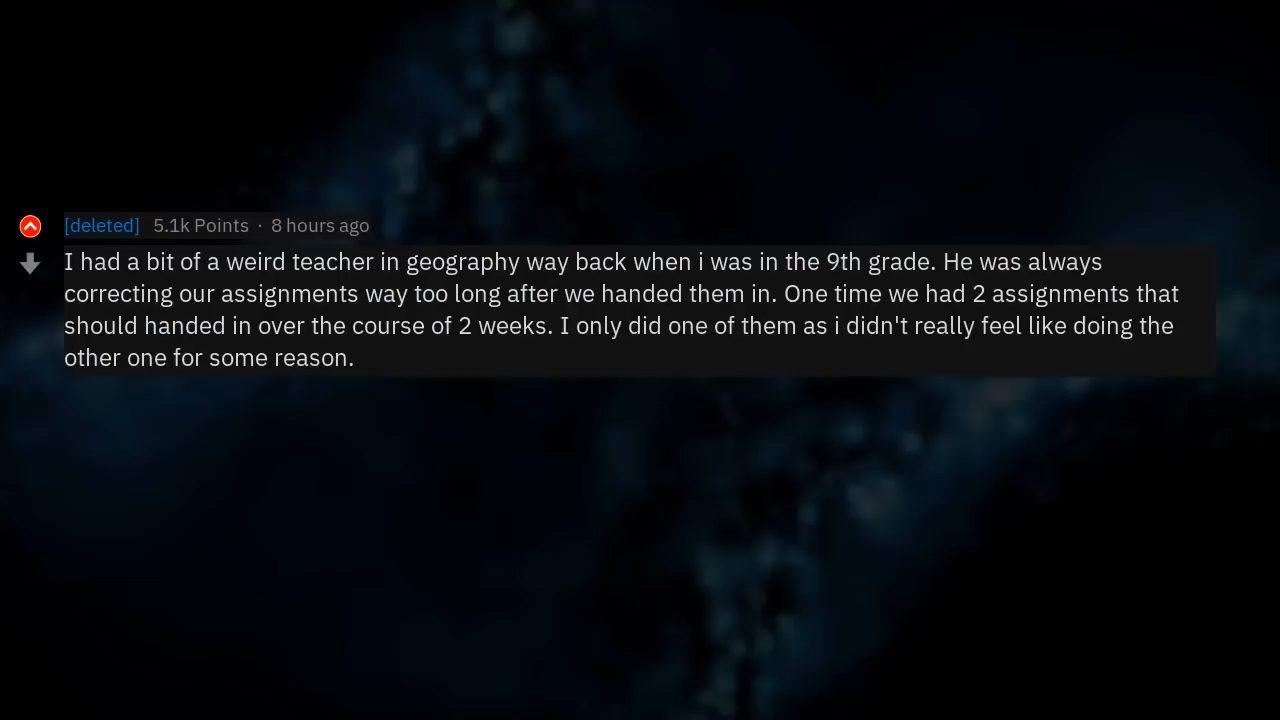 [deleted] 5.1k Points · 8 hours ago
I had a bit of a weird teacher in geography way back when i was in the 9th grade. He was always
correcting our assignments way too long after we handed them in. One time we had 2 assignments that
should handed in over the course of 2 weeks. I only did one of them as i didn't really feel like doing the
other one for some reason.